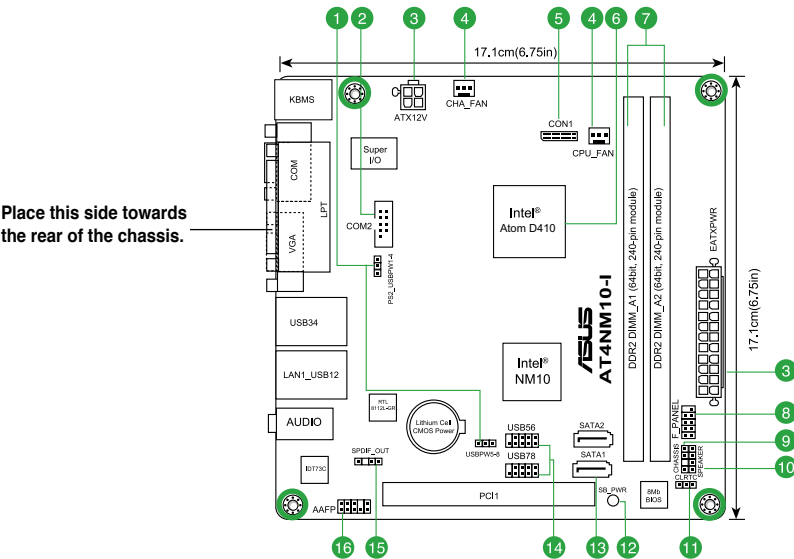 1 2 3 4 5 4 6 7
17.1cm(6.75in)
KBMS
ATX12V
CHA_FAN
CON1
CPU_FAN
Super
I/O
COM
LPT
VGA
Place this side towards
the rear of the chassis.
COM2
PS2_USBPW1-4
Intel®
Atom D410
DDR2 DIMM_A1 (64bit, 240-pin module)
DDR2 DIMM_A2 (64bit, 240-pin module)
EATXPWR
17.1cm(6.75in)
USB34
ASUS
AT4NM10-I
Intel®
NM10
LAN1_USB12
3
RTL
8112L-GR
Lithium Cell
CMOS Power
AUDIO
USBPW5-8
USB56
USB78
SATA2
SATA1
F_PANEL
8
9
CHASSIS
SPEAKER
10
CLRTC
SPDIF_OUT
IDT73C
PCI1
SB_PWR
8Mb
BIOS
AAFP
16 15 14 13 12 11